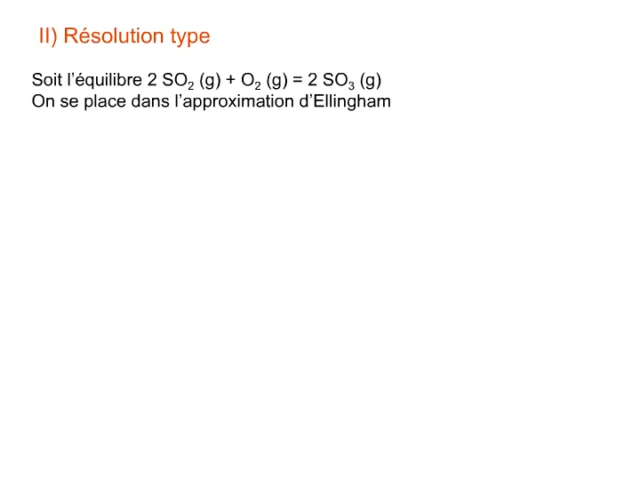 II) Résolution type
Soit l’équilibre 2 SO₂ (g) + O₂ (g) = 2 SO₃ (g)
On se place dans l’approximation d’Ellingham